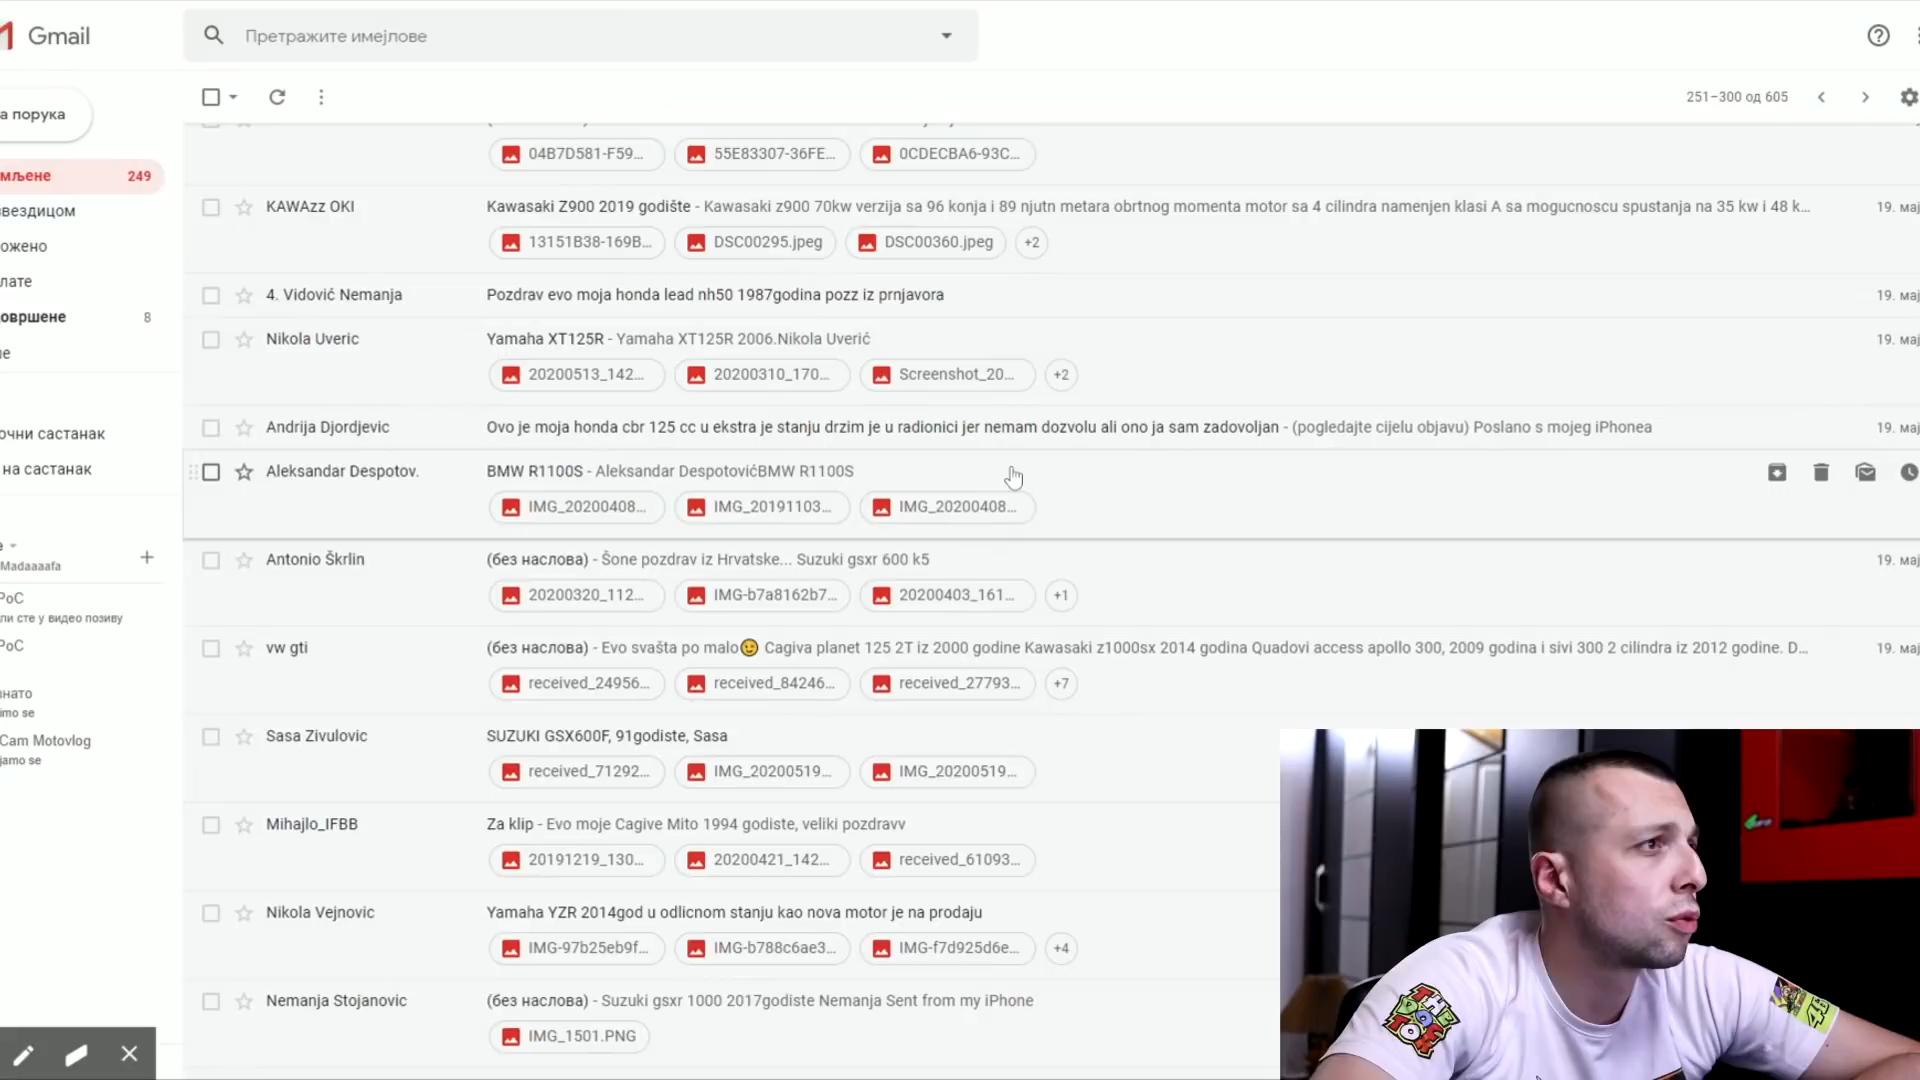 Gmail
Претражите имејлове
а порука
251–300 од 605
мљене 249
вездицом
ожено
лате
овршене 8
е
очни састанак
на састанак
Madaaaafa
РоС
ли сте у видео позиву
РоС
нато
imo se
Cam Motovlog
jamo se
04B7D581-F59... 55E83307-36FE... 0CDECBA6-93C...
KAWAzz OKI Kawasaki Z900 2019 godište - Kawasaki z900 70kw verzija sa 96 konja i 89 njutn metara obrtnog momenta motor sa 4 cilindra namenjen klasi A sa mogucnoscu spustanja na 35 kw i 48 k... 19. мај
13151B38-169B... DSC00295.jpeg DSC00360.jpeg +2
4. Vidović Nemanja Pozdrav evo moja honda lead nh50 1987godina pozz iz prnjavora 19. мај
Nikola Uveric Yamaha XT125R - Yamaha XT125R 2006.Nikola Uverić 19. мај
20200513_142... 20200310_170... Screenshot_20... +2
Andrija Djordjevic Ovo je moja honda cbr 125 cc u ekstra je stanju drzim je u radionici jer nemam dozvolu ali ono ja sam zadovoljan - (pogledajte cijelu objavu) Poslano s mojeg iPhonea 19. мај
Aleksandar Despotov. BMW R1100S - Aleksandar DespotovićBMW R1100S
IMG_20200408... IMG_20191103... IMG_20200408...
Antonio Škrlin (без наслова) - Šone pozdrav iz Hrvatske... Suzuki gsxr 600 k5 19. мај
20200320_112... IMG-b7a8162b7... 20200403_161... +1
vw gti (без наслова) - Evo svašta po malo😉 Cagiva planet 125 2T iz 2000 godine Kawasaki z1000sx 2014 godina Quadovi access apollo 300, 2009 godina i sivi 300 2 cilindra iz 2012 godine. D... 19. мај
received_24956... received_84246... received_27793... +7
Sasa Zivulovic SUZUKI GSX600F, 91godiste, Sasa
received_71292... IMG_20200519... IMG_20200519...
Mihajlo_IFBB Za klip - Evo moje Cagive Mito 1994 godiste, veliki pozdravv
20191219_130... 20200421_142... received_61093...
Nikola Vejnovic Yamaha YZR 2014god u odlicnom stanju kao nova motor je na prodaju
IMG-97b25eb9f... IMG-b788c6ae3... IMG-f7d925d6e... +4
Nemanja Stojanovic (без наслова) - Suzuki gsxr 1000 2017godiste Nemanja Sent from my iPhone
IMG_1501.PNG
THE
DOC
TOR